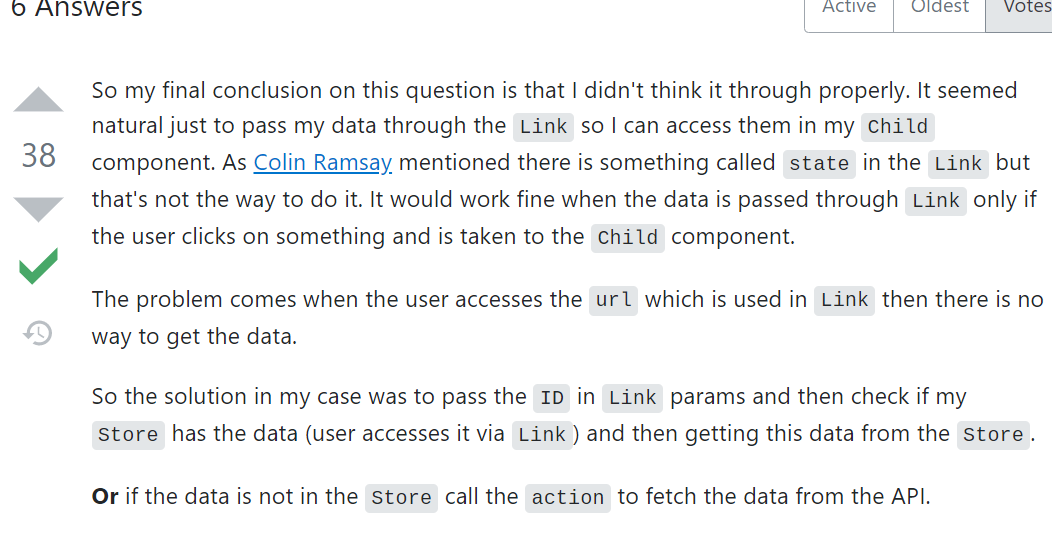 6 Answers
Active Oldest Votes
So my final conclusion on this question is that I didn't think it through properly. It seemed
natural just to pass my data through the Link so I can access them in my Child
38
component. As Colin Ramsay mentioned there is something called state in the Link but
that's not the way to do it. It would work fine when the data is passed through Link only if
the user clicks on something and is taken to the Child component.
The problem comes when the user accesses the url which is used in Link then there is no
way to get the data.
So the solution in my case was to pass the ID in Link params and then check if my
Store has the data (user accesses it via Link) and then getting this data from the Store.
Or if the data is not in the Store call the action to fetch the data from the API.